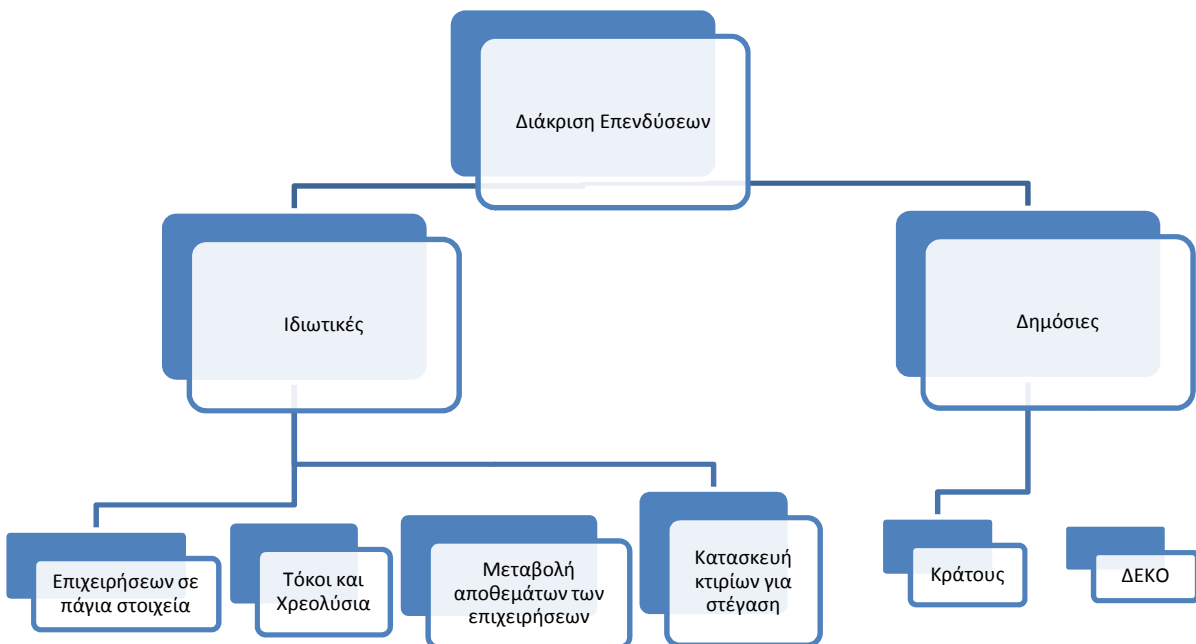 Διάκριση Επενδύσεων
Ιδιωτικές
Δημόσιες
Επιχειρήσεων σε
πάγια στοιχεία
Τόκοι και
Χρεολύσια
Μεταβολή
αποθεμάτων των
επιχειρήσεων
Κατασκευή
κτιρίων για
στέγαση
Κράτους
ΔΕΚΟ